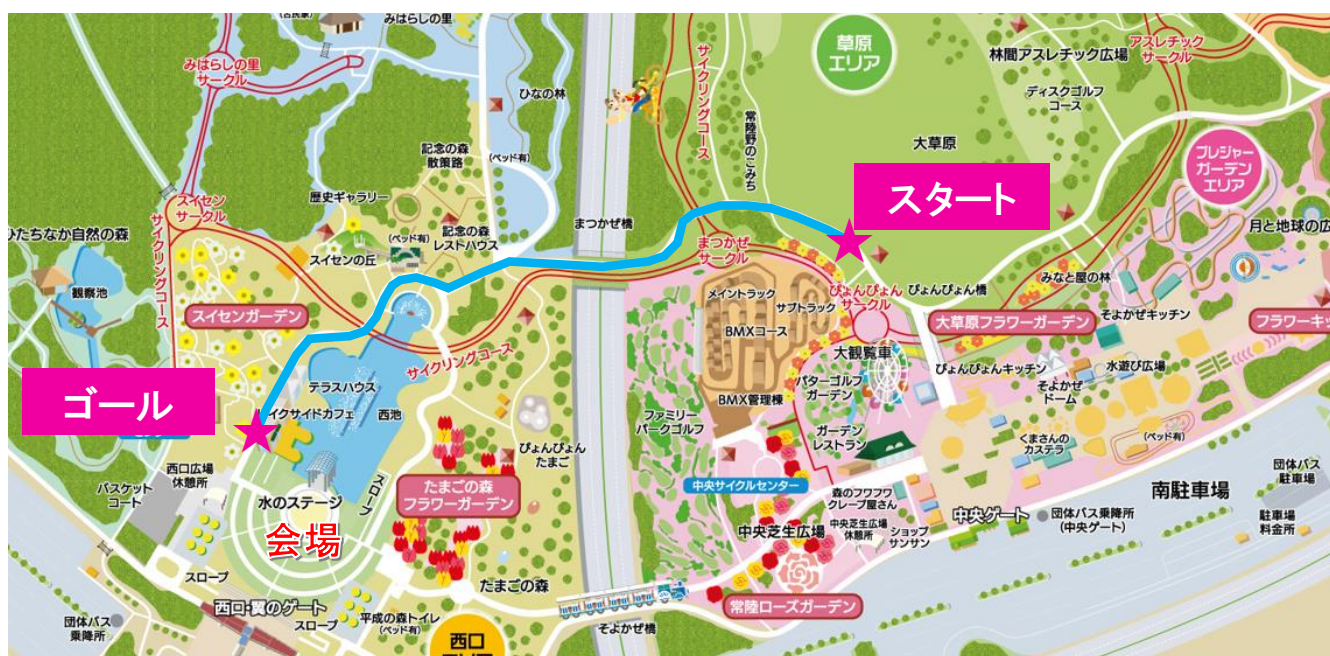 みはらしの里
みはらしの里
サークル
ひなの林
(ペッド有)
サイクリングコース
常陸野のこみち
草原
エリア
林間アスレチック広場
アスレチック
サークル
ディスクゴルフ
コース
大草原
プレジャー
ガーデン
エリア
記念の森
散策路
歴史ギャラリー
スイセン
サークル
サイクリングコース
ひたちなか自然の森
観察池
(ベッド有)
記念の森
レストハウス
スイセンの丘
スイセンガーデン
まつかぜ橋
まつかぜ
サークル
スタート
月と地球の広
みなと屋の林
ぴょんぴょん橋
ぴょんぴょん
サークル
そよかぜキッチン
大草原フラワーガーデン
フラワーキッ
メイントラック
サブトラック
BMXコース
BMX管理棟
大観覧車
パターゴルフ
ガーデン
ぴょんぴょんキッチン
水遊び広場
そよかぜ
ドーム
サイクリングコース
テラスハウス
レイクサイドカフェ
西池
ゴール
ファミリー
パークゴルフ
ガーデン
レストラン
くまさんの
カステラ
(ベッド有)
ぴょんぴょん
たまご
西口広場
休憩所
バスケット
コート
水のステージ
会場
スロープ
たまごの森
フラワーガーデン
中央サイクルセンター
森のフワフワ
クレープ屋さん
中央芝生広場
中央芝生広場
休憩所
ショップ
サンサン
中央ゲート
団体バス乗降所
(中央ゲート)
南駐車場
団体バス
駐車場
駐車場
料金所
スロープ
たまごの森
常陸ローズガーデン
西口・翼のゲート
スロープ
平成の森トイレ
(ベッド有)
団体バス
乗降所
西口
そよかぜ橋